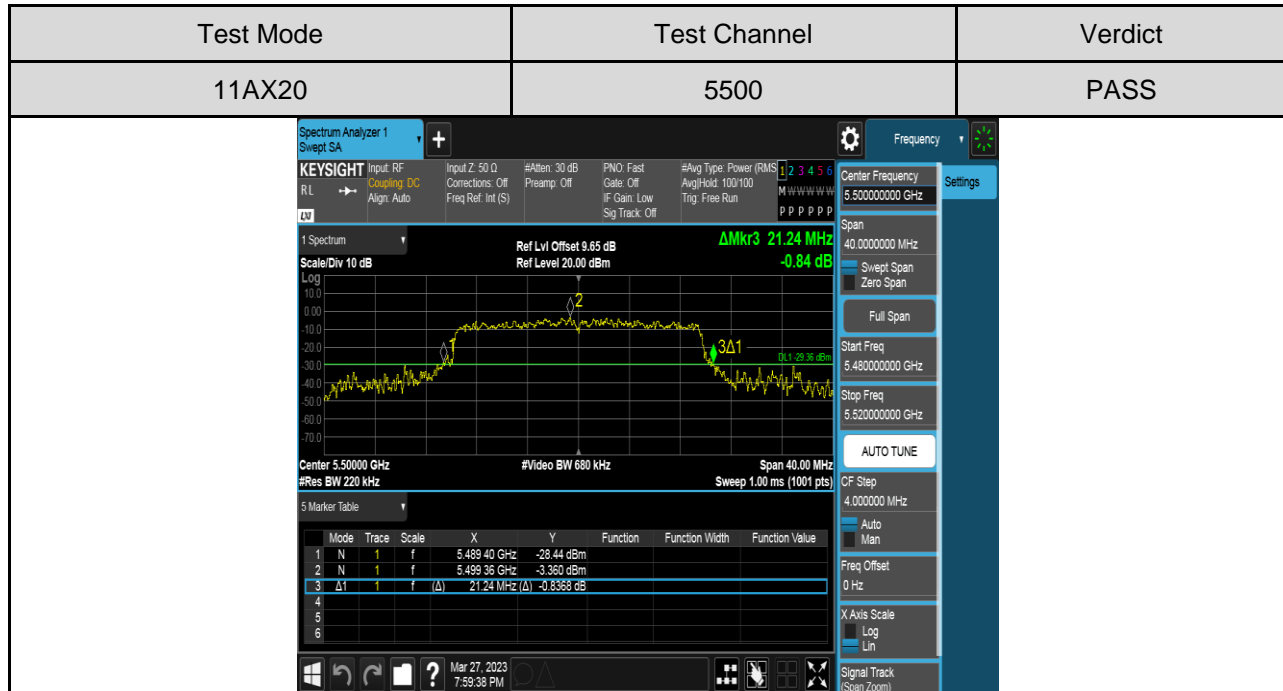 Test Mode Test Channel Verdict
11AX20 5500 PASS
Spectrum Analyzer 1
Swept SA
+
Frequency
KEYSIGHT Input: RF Input Z: 50 Ω #Atten: 30 dB PNO: Fast #Avg Type: Power (RMS 1 2 3 4 5 6
RL Coupling: DC Corrections: Off Preamp: Off Gate: Off Avg|Hold: 100/100 M W W W W W
Align: Auto Freq Ref: Int (S) IF Gain: Low Trig: Free Run
LXI Sig Track: Off P P P P P P
1 Spectrum
Ref Lvl Offset 9.65 dB ΔMkr3 21.24 MHz
Scale/Div 10 dB Ref Level 20.00 dBm -0.84 dB
Log
10.0
0.00
-10.0
-20.0
-30.0
-40.0
-50.0
-60.0
-70.0
2
1
3Δ1
DL1 -29.36 dBm
Center 5.50000 GHz #Video BW 680 kHz Span 40.00 MHz
#Res BW 220 kHz Sweep 1.00 ms (1001 pts)
5 Marker Table
Mode Trace Scale X Y Function Function Width Function Value
1 N 1 f 5.489 40 GHz -28.44 dBm
2 N 1 f 5.499 36 GHz -3.360 dBm
3 Δ1 1 f (Δ) 21.24 MHz (Δ) -0.8368 dB
4
5
6
?
Mar 27, 2023
7:59:38 PM
Center Frequency
5.500000000 GHz
Settings
Span
40.0000000 MHz
Swept Span
Zero Span
Full Span
Start Freq
5.480000000 GHz
Stop Freq
5.520000000 GHz
AUTO TUNE
CF Step
4.000000 MHz
Auto
Man
Freq Offset
0 Hz
X Axis Scale
Log
Lin
Signal Track
(Span Zoom)